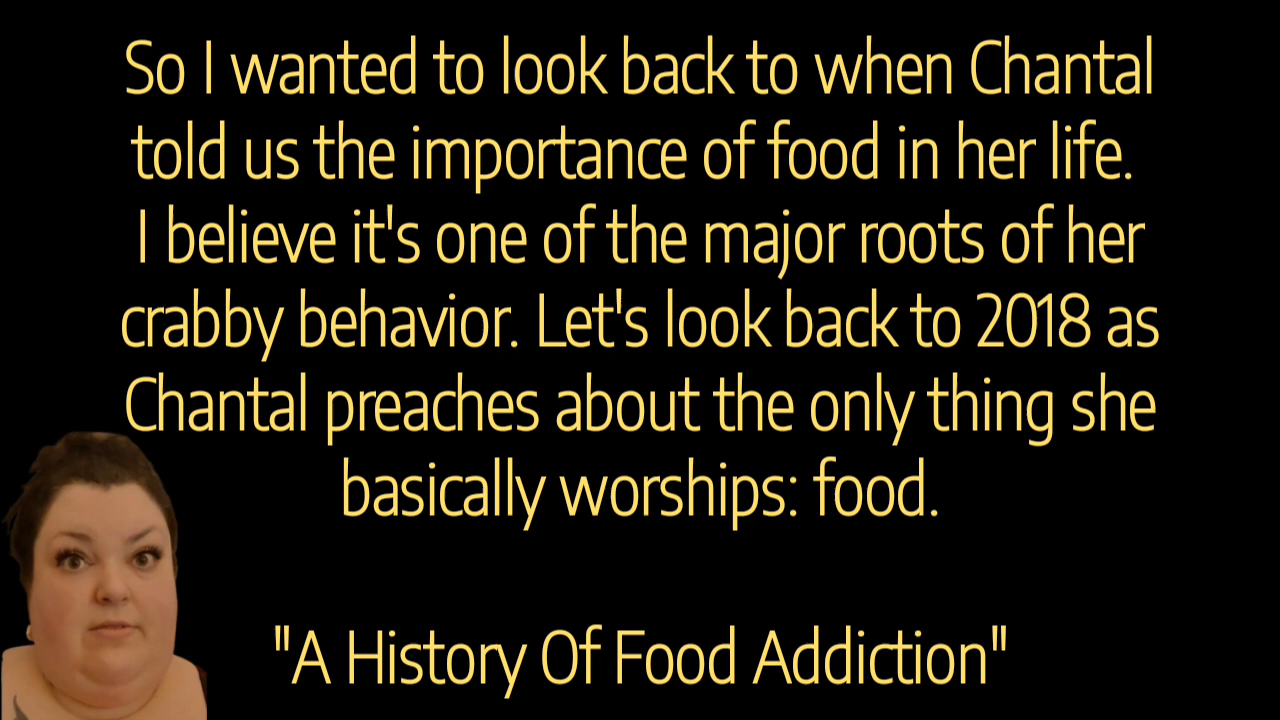 So I wanted to look back to when Chantal
told us the importance of food in her life.
I believe it's one of the major roots of her
crabby behavior. Let's look back to 2018 as
Chantal preaches about the only thing she
basically worships: food.
"A History Of Food Addiction"